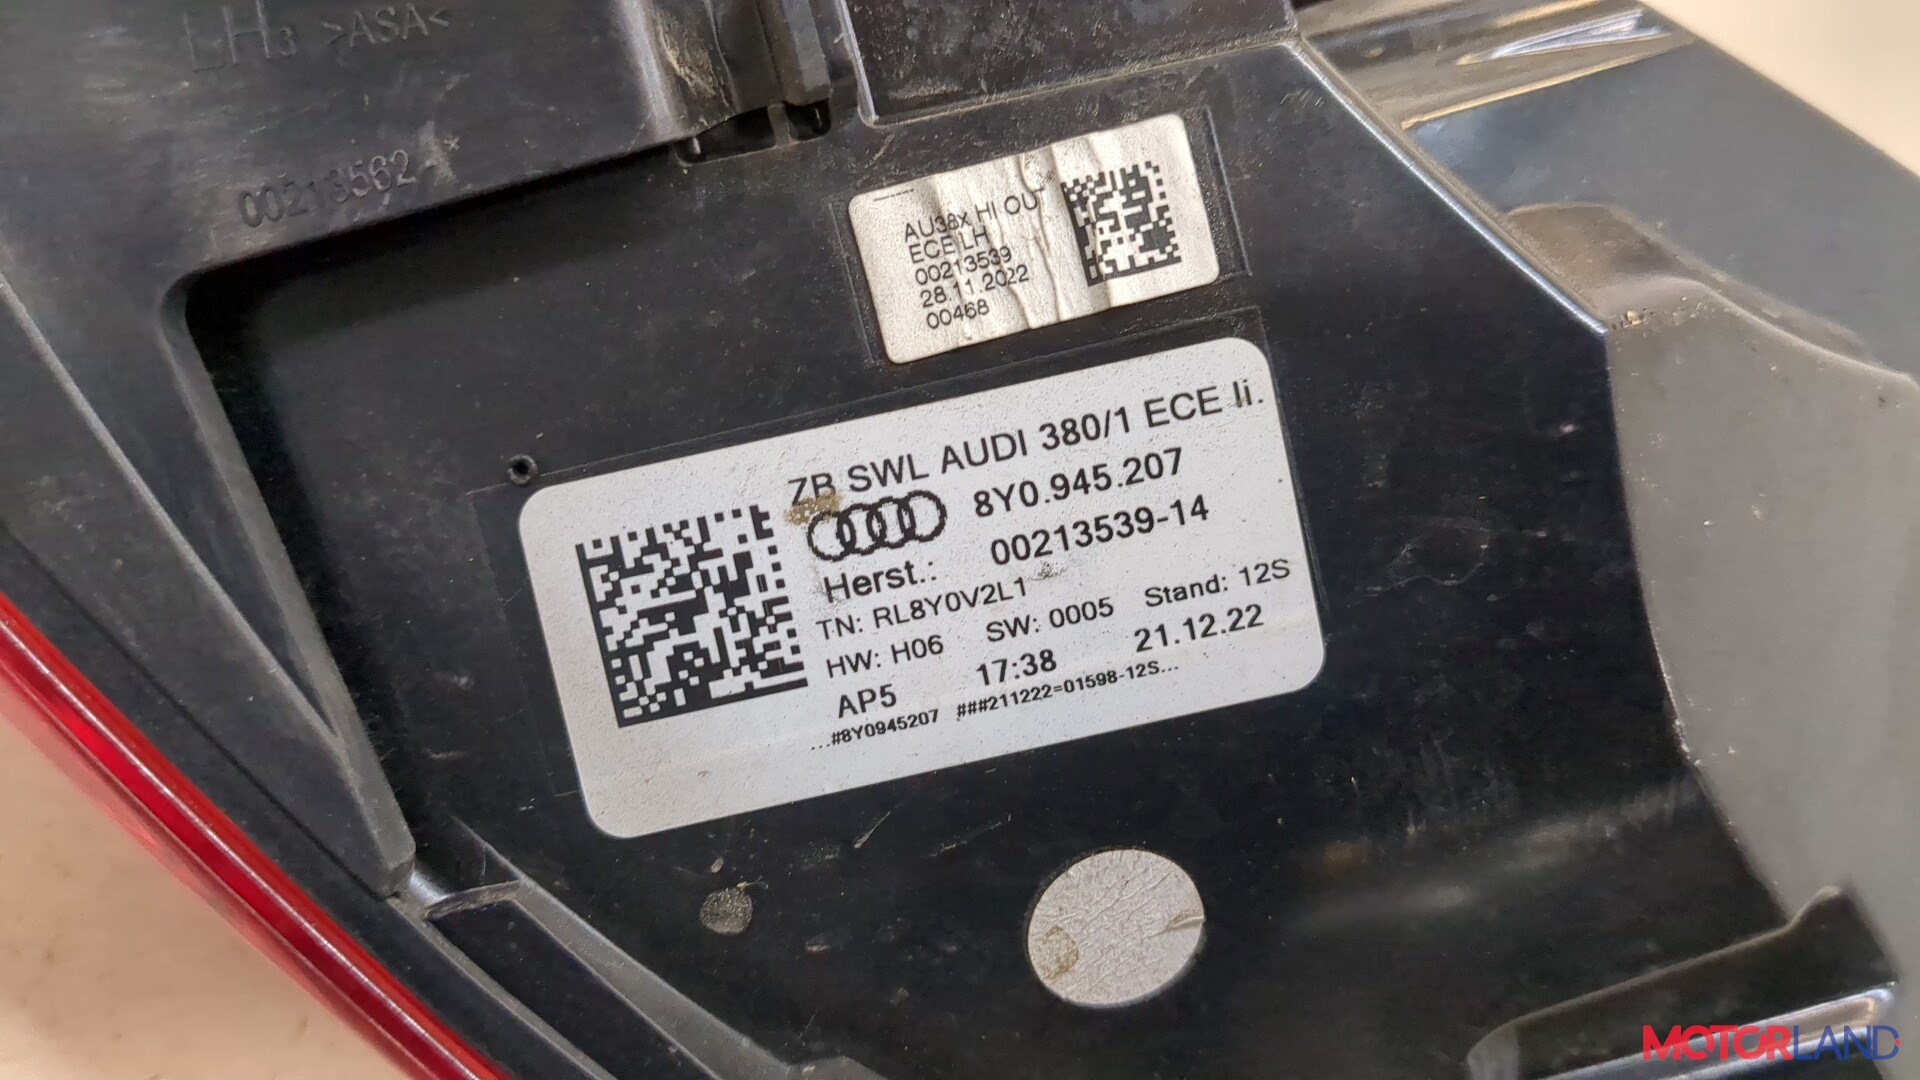 LH3 >ASA<
00213562
AU38x HI OUT
ECE LH
00213539
28.11.2022
00468
ZB SWL AUDI 380/1 ECE li.
8Y0.945.207
Herst.: 00213539-14
TN: RL8Y0V2L1
HW: H06 SW: 0005 Stand: 12S
AP5 17:38 21.12.22
...#8Y0945207 ###211222=01598-12S...
MOTORLAND